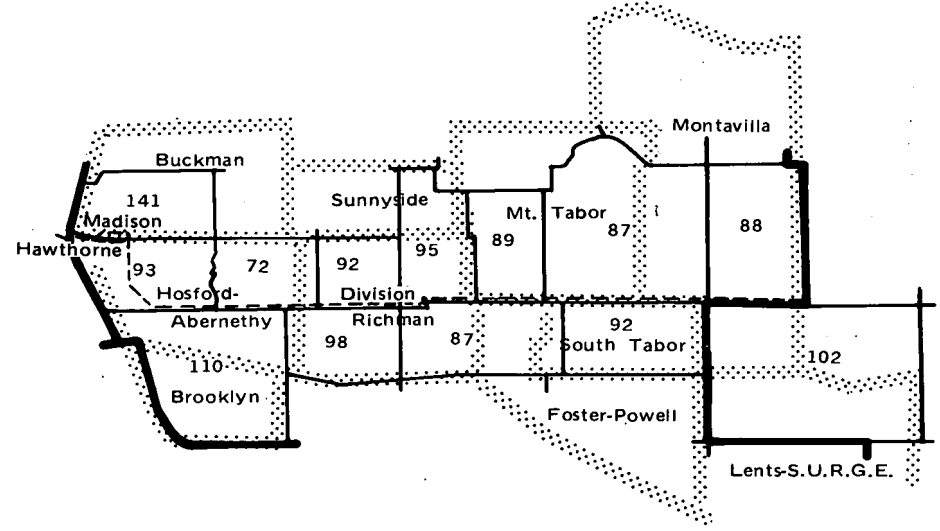 Montavilla
Buckman
Sunnyside
141
Madison
Mt. Tabor
88
Hawthorne
89
87
95
93
72
92
Hosford-
Division
Abernethy
Richman
92
98
87
South Tabor
102
110
Brooklyn
Foster-Powell
Lents-S.U.R.G.E.